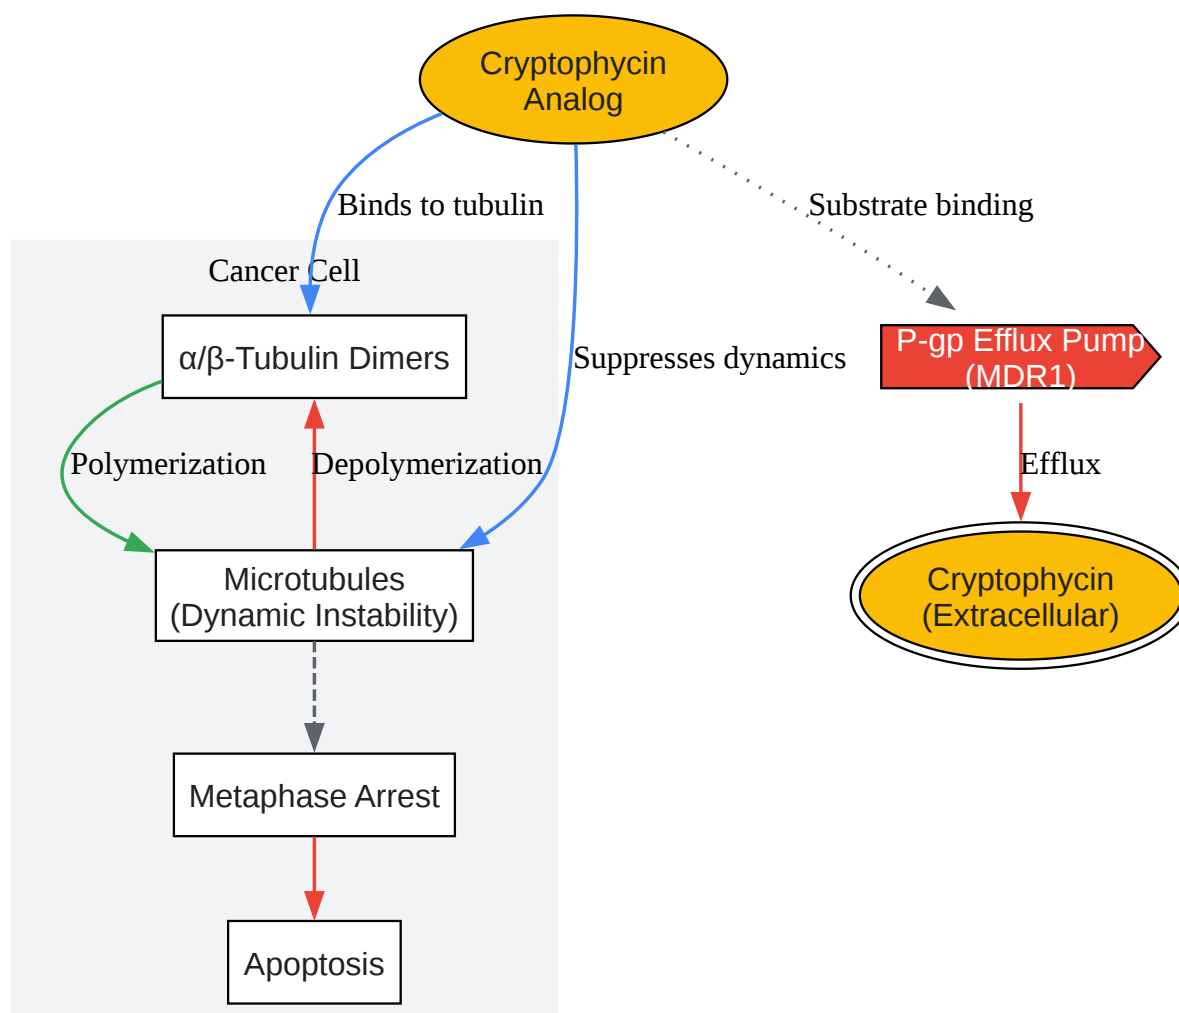 Cryptophycin
Analog
Binds to tubulin
Substrate binding
Cancer Cell
α/β-Tubulin Dimers
Suppresses dynamics
P-gp Efflux Pump
(MDR1)
Polymerization
Depolymerization
Efflux
Microtubules
(Dynamic Instability)
Cryptophycin
(Extracellular)
Metaphase Arrest
Apoptosis